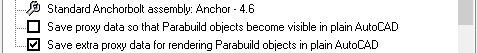 Standard Anchorbolt assembly: Anchor - 4.6
Save proxy data so that Parabuild objects become visible in plain AutoCAD
Save extra proxy data for rendering Parabuild objects in plain AutoCAD